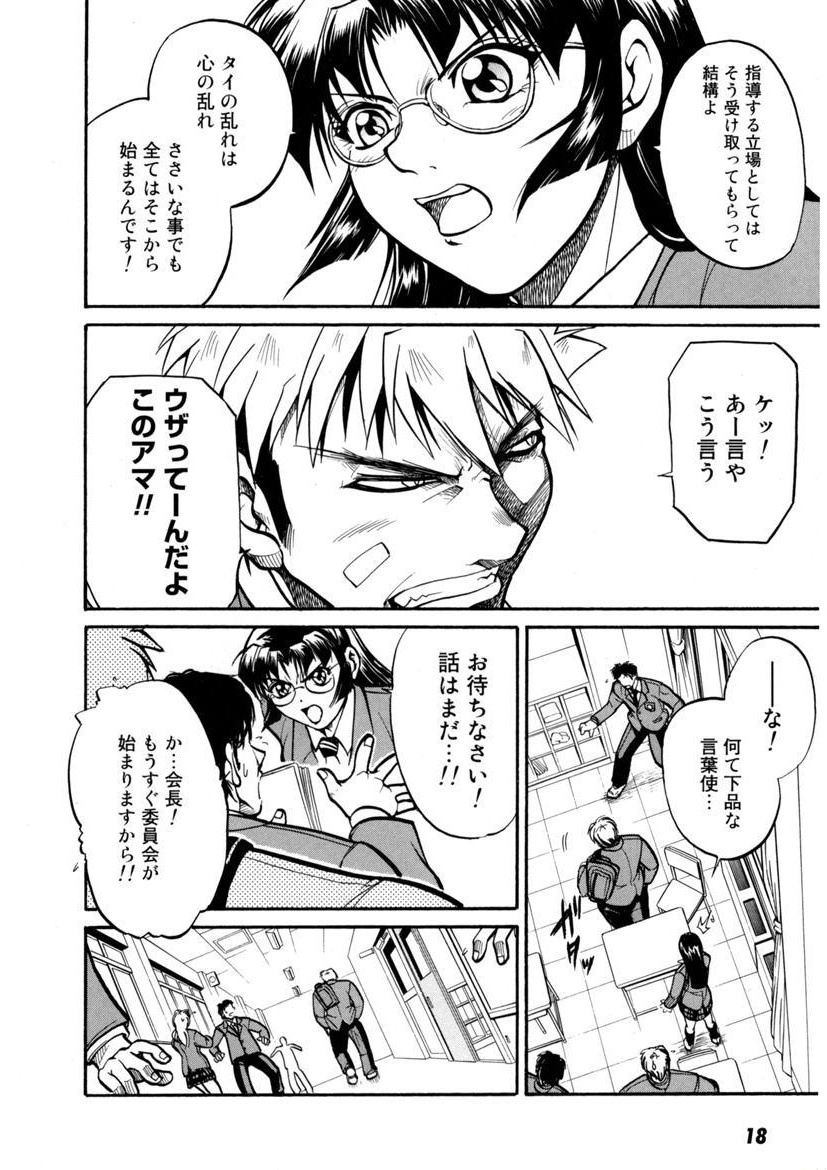 指導する立場としては
そう受け取ってもらって
結構よ
タイの乱れは
心の乱れ
ささいな事でも
全てはそこから
始まるんです!
ケッ!
あー言や
こう言う
ウザってーんだよ
このアマ!!
──な!
何て下品な
言葉使…
ガタッ
お待ちなさい!
話はまだ…!!
か…会長!
もうすぐ委員会が
始まりますから!!
18